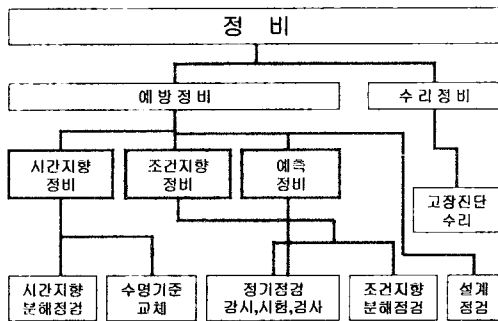 정 비
예방정비
수리정비
시간지향
정비
조건지향
정비
예측
정비
고장진단
수리
시간지향
분해점검
수명기준
교체
정기점검
감시,시험,검사
조건지향
분해점검
설계
점검